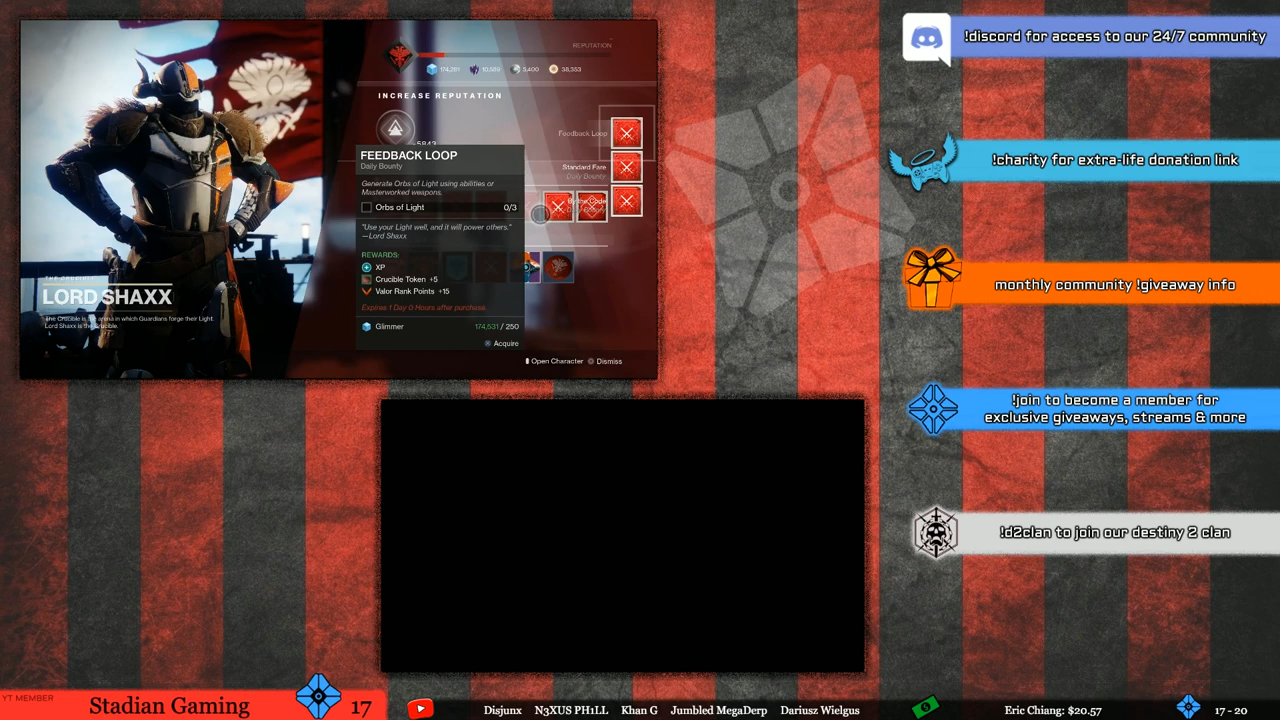 REPUTATION
174,281 10,589 5,400 38,353
INCREASE REPUTATION
5843
FEEDBACK LOOP
Daily Bounty
Generate Orbs of Light using abilities or
Masterworked weapons.
Orbs of Light 0/3
"Use your Light well, and it will power others."
—Lord Shaxx
REWARDS:
XP
Crucible Token +5
Valor Rank Points +15
Expires 1 Day 0 Hours after purchase.
Glimmer 174,531 / 250
Acquire
Feedback Loop
Standard Fare
Daily Bounty
By the Code
THE CRUCIBLE
LORD SHAXX
The Crucible is the arena in which Guardians forge their Light.
Lord Shaxx is the Crucible.
Open Character Dismiss
!discord for access to our 24/7 community
!charity for extra-life donation link
monthly community !giveaway info
!join to become a member for
exclusive giveaways, streams & more
!d2clan to join our destiny 2 clan
YT MEMBER
Stadian Gaming 17
Disjunx N3XUS PH1LL Khan G Jumbled MegaDerp Dariusz Wielgus
Eric Chiang: $20.57
17 - 20